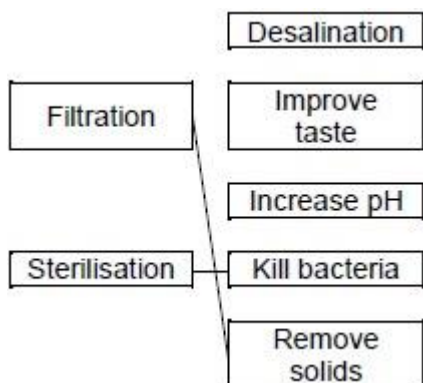 Desalination
Filtration
Improve
taste
Increase pH
Sterilisation
Kill bacteria
Remove
solids